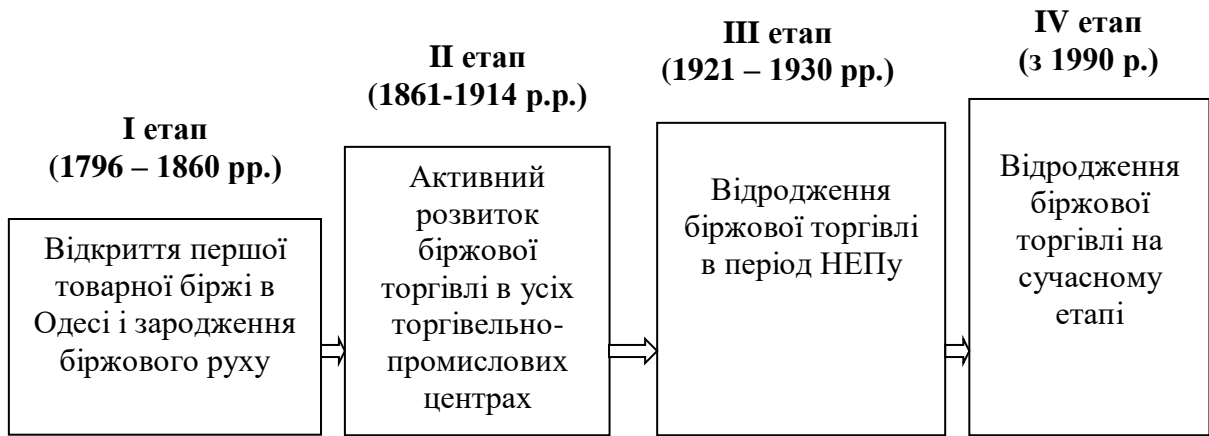 I етап
(1796 – 1860 рр.)
Відкриття першої
товарної біржі в
Одесі і зародження
біржового руху
II етап
(1861-1914 р.р.)
Активний
розвиток
біржової
торгівлі в усіх
торгівельно-
промислових
центрах
III етап
(1921 – 1930 рр.)
Відродження
біржової торгівлі
в період НЕПу
IV етап
(з 1990 р.)
Відродження
біржової
торгівлі на
сучасному
етапі